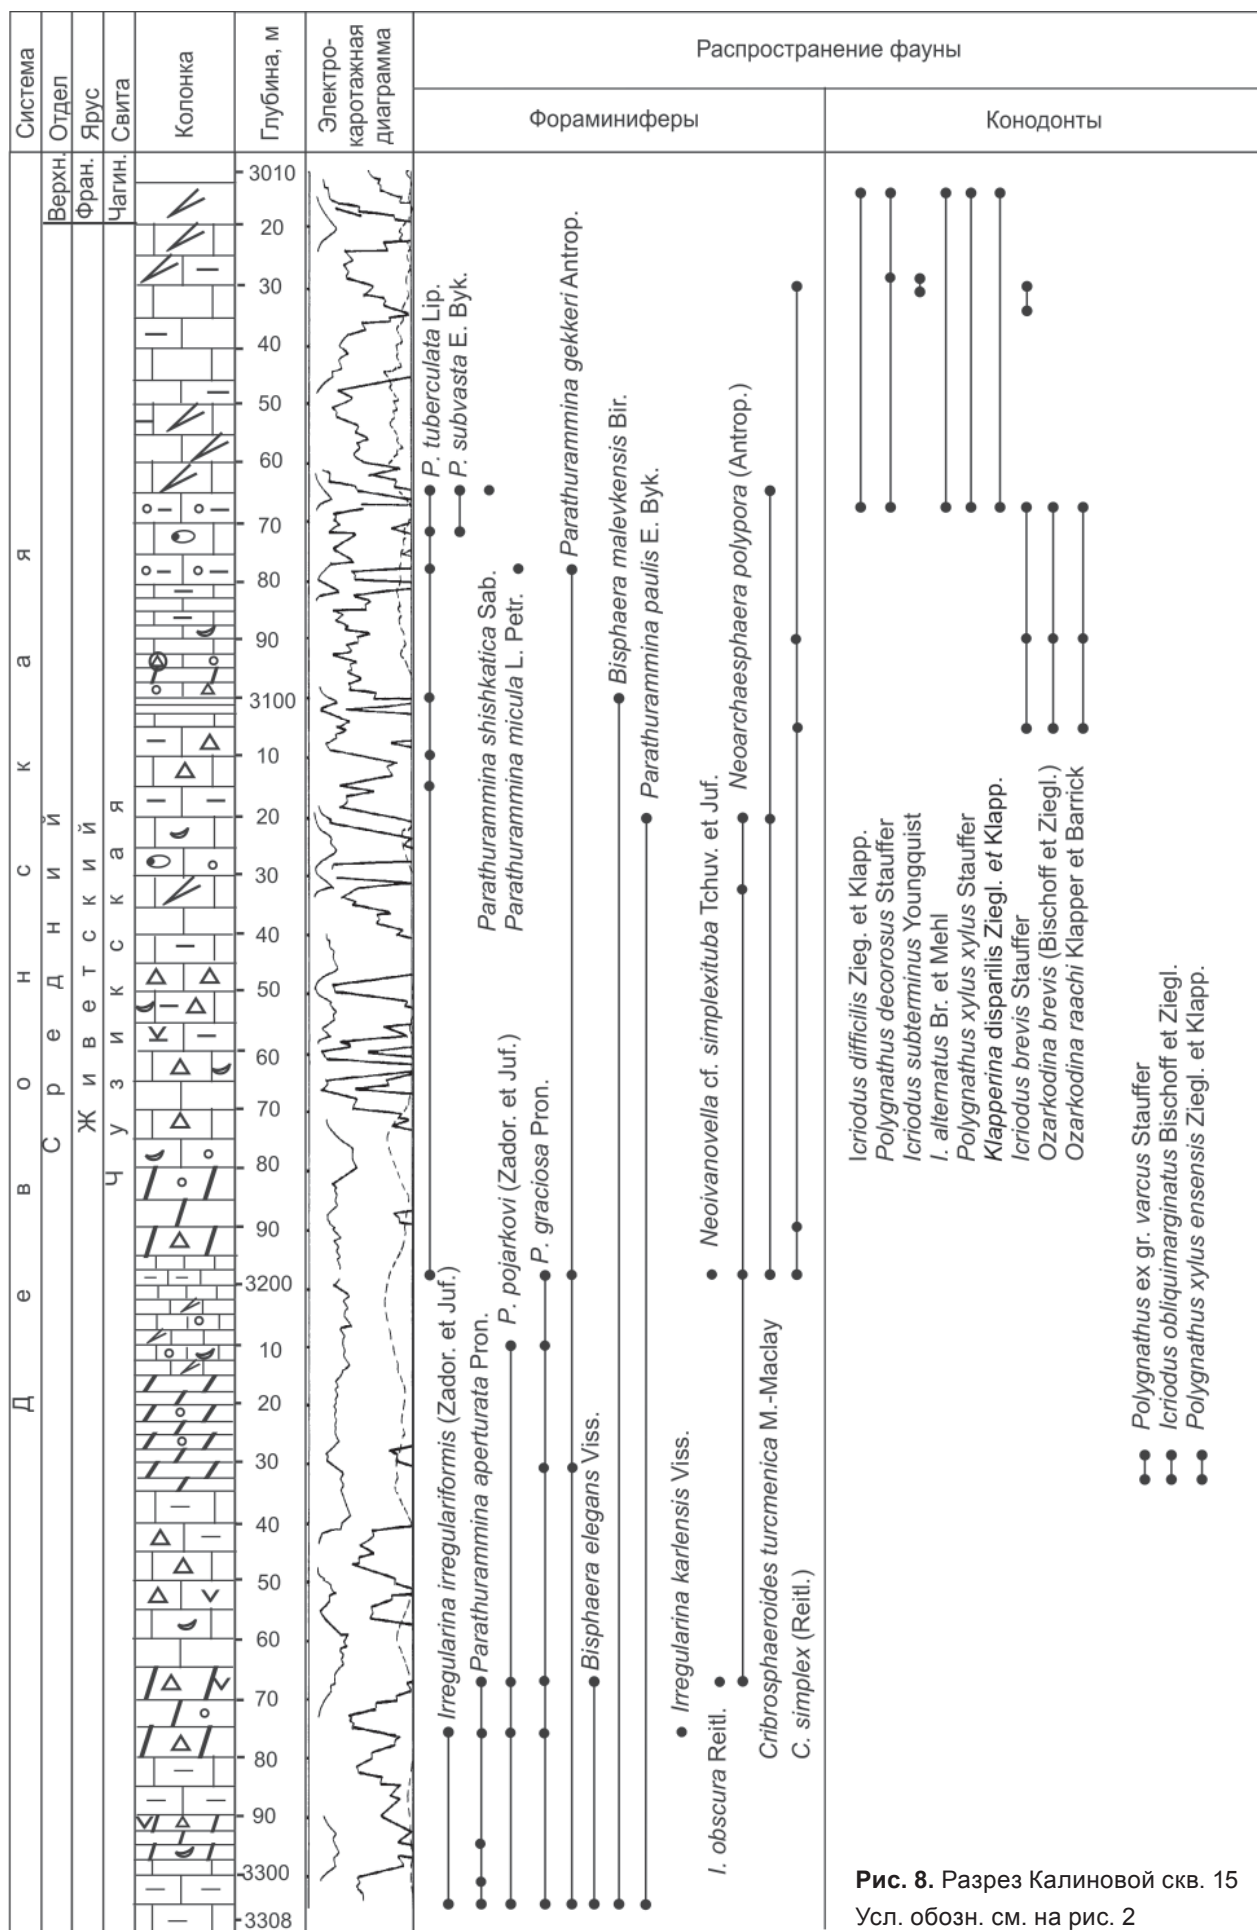 Система
Отдел
Ярус
Свита
Колонка
Глубина, м
Электро-
каротажная
диаграмма
Распространение фауны
Фораминиферы
Конодонты
Девонская
Верхн.
Фран.
Чагин.
Средний
Живетский
Чузикская
3010
20
30
40
50
60
70
80
90
3100
10
20
30
40
50
60
70
80
90
3200
10
20
30
40
50
60
70
80
90
3300
3308
P. tuberculata Lip.
P. subvasta E. Byk.
Parathurammina shishkatica Sab.
Parathurammina micula L. Petr.
Parathurammina gekkeri Antrop.
Bisphaera malevkensis Bir.
Parathurammina paulis E. Byk.
Neoarchaesphaera polypora (Antrop.)
Neoivanovella cf. simplexituba Tchuv. et Juf.
P. pojarkovi (Zador. et Juf.)
P. graciosa Pron.
Irregularina irregulariformis (Zador. et Juf.)
Parathurammina aperturata Pron.
Bisphaera elegans Viss.
Irregularina karlensis Viss.
I. obscura Reitl.
Cribrosphaeroides turcmenica M.-Maclay
C. simplex (Reitl.)
Icriodus difficilis Zieg. et Klapp.
Polygnathus decorosus Stauffer
Icriodus subterminus Youngquist
I. alternatus Br. et Mehl
Polygnathus xylus xylus Stauffer
Klapperina disparilis Ziegl. et Klapp.
Icriodus brevis Stauffer
Ozarkodina brevis (Bischoff et Ziegl.)
Ozarkodina raachi Klapper et Barrick
Polygnathus ex gr. varcus Stauffer
Icriodus obliquimarginatus Bischoff et Ziegl.
Polygnathus xylus ensensis Ziegl. et Klapp.
Рис. 8. Разрез Калиновой скв. 15
Усл. обозн. см. на рис. 2